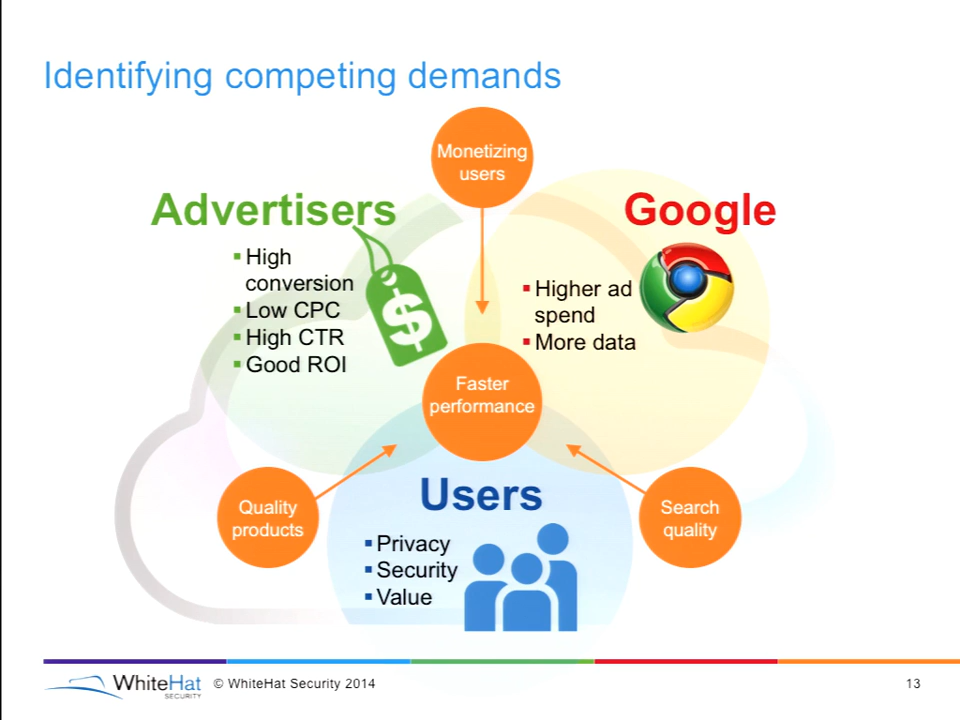 Identifying competing demands
Monetizing
users
Advertisers
High
conversion
Low CPC
High CTR
Good ROI
$
Google
Higher ad
spend
More data
Faster
performance
Quality
products
Users
Privacy
Security
Value
Search
quality
WhiteHat
SECURITY
© WhiteHat Security 2014
13